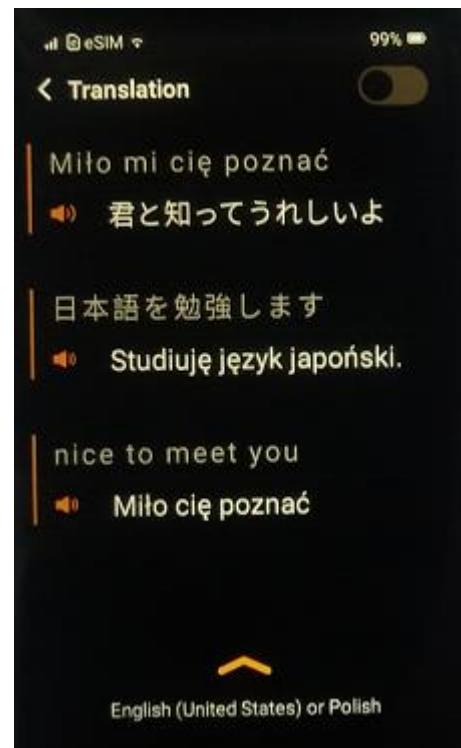 eSIM 99%
Translation
Miło mi cię poznać
君と知ってうれしいよ
日本語を勉強します
Studiuję język japoński.
nice to meet you
Miło cię poznać
English (United States) or Polish